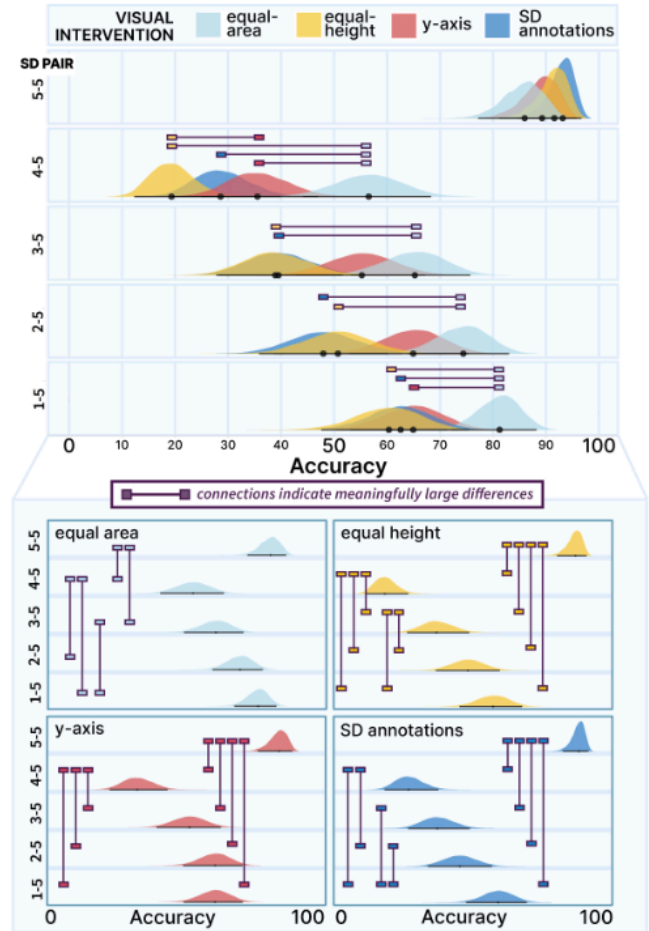 VISUAL INTERVENTION equal-area equal-height y-axis SD annotations
SD PAIR
5-5
4-5
3-5
2-5
1-5
0 10 20 30 40 50 60 70 80 90 100
Accuracy
connections indicate meaningfully large differences
equal area equal height
5-5
4-5
3-5
2-5
1-5
y-axis SD annotations
5-5
4-5
3-5
2-5
1-5
0 Accuracy 100 0 Accuracy 100